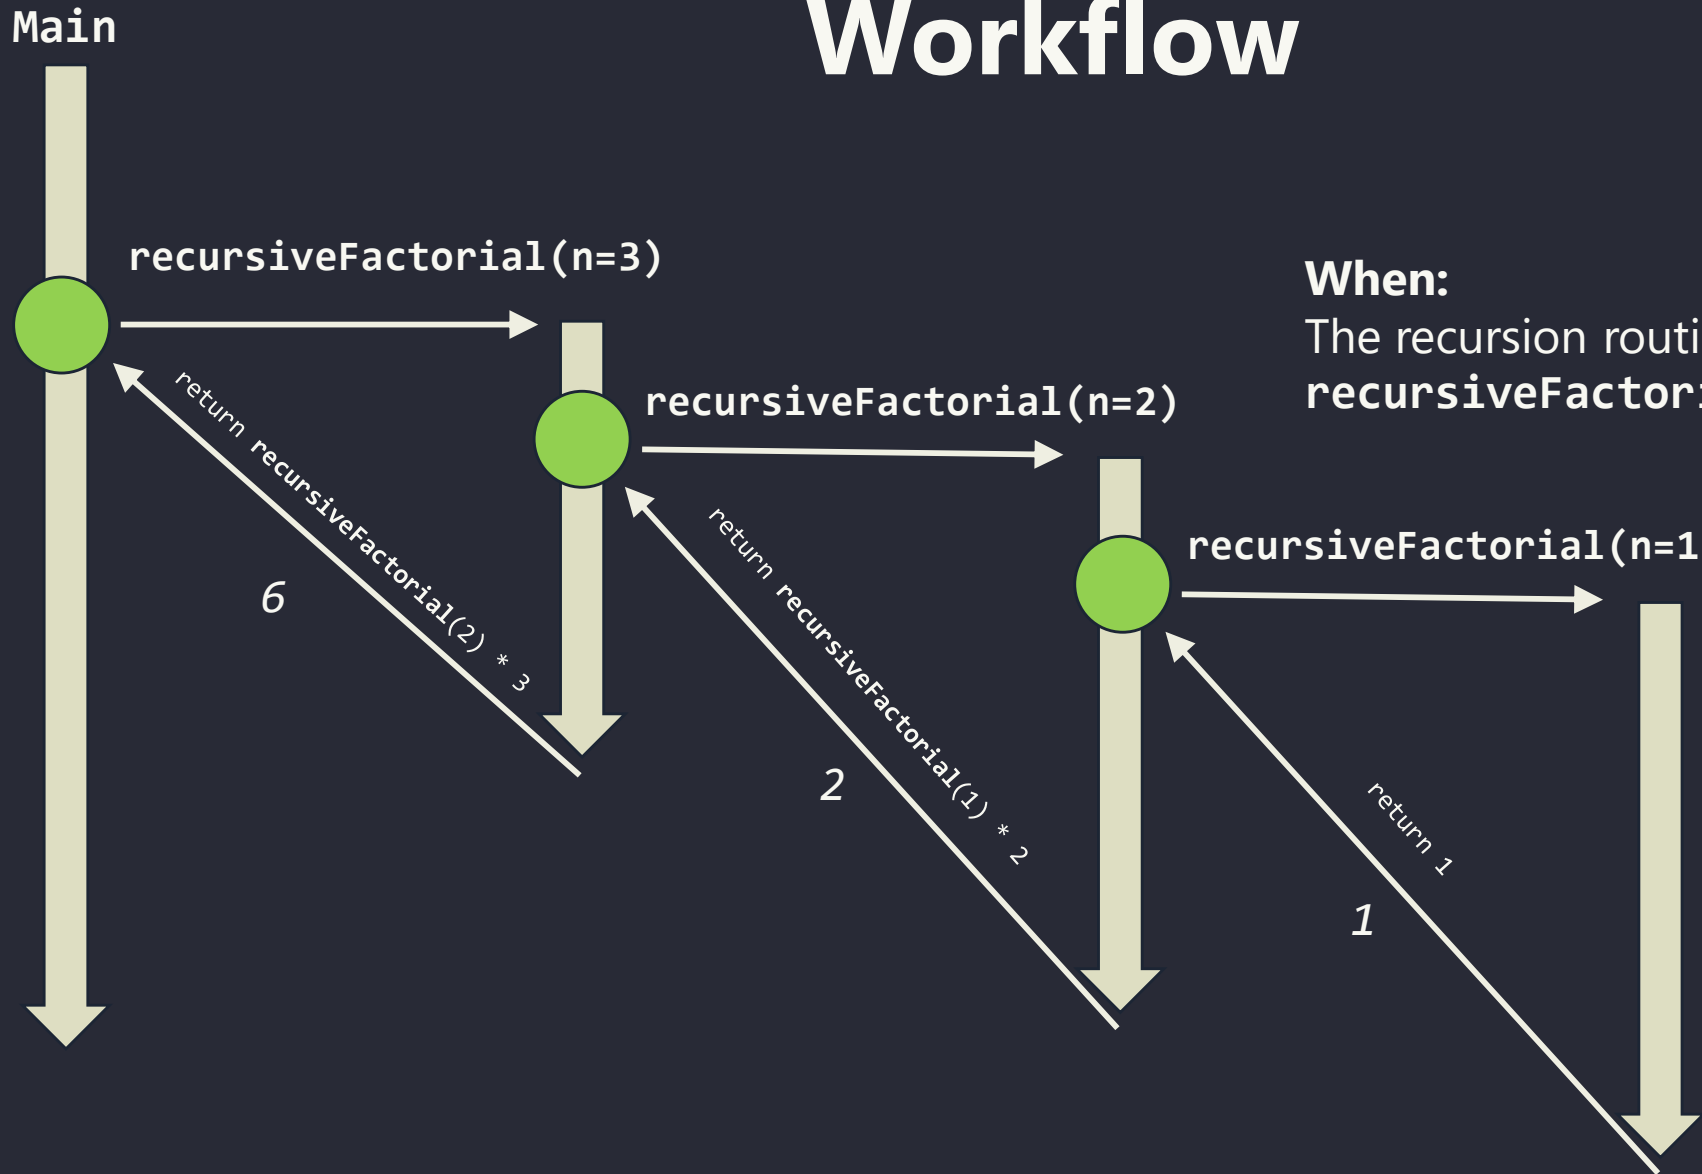 Main
Workflow
recursiveFactorial(n=3)
When:
The recursion routi
recursiveFactori
recursiveFactorial(n=2)
return recursiveFactorial(2) * 3
6
recursiveFactorial(n=1
return recursiveFactorial(1) * 2
2
return 1
1